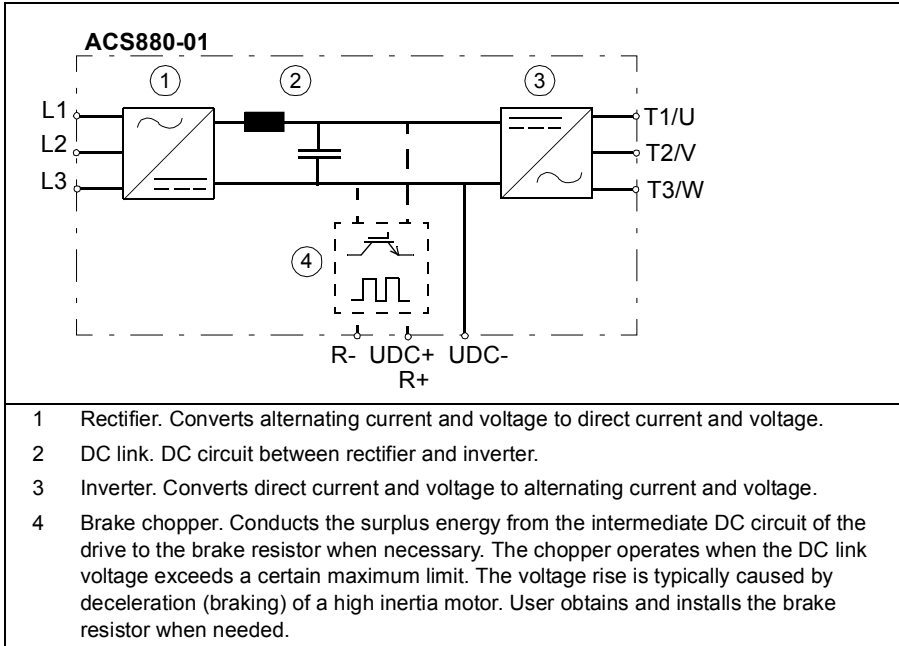 ACS880-01
1 2 3
L1 T1/U
L2 T2/V
L3 T3/W
4
R- UDC+ UDC-
R+
1 Rectifier. Converts alternating current and voltage to direct current and voltage.
2 DC link. DC circuit between rectifier and inverter.
3 Inverter. Converts direct current and voltage to alternating current and voltage.
4 Brake chopper. Conducts the surplus energy from the intermediate DC circuit of the
drive to the brake resistor when necessary. The chopper operates when the DC link
voltage exceeds a certain maximum limit. The voltage rise is typically caused by
deceleration (braking) of a high inertia motor. User obtains and installs the brake
resistor when needed.